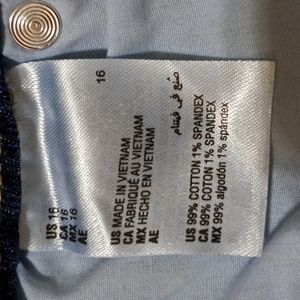 16
صنع في فيتنام
US 16
CA 16
MX 16
AE
US MADE IN VIETNAM
CA FABRIQUÉ AU VIETNAM
MX HECHO EN VIETNAM
AE
US 99% COTTON 1% SPANDEX
CA 99% COTON 1% SPANDEX
MX 99% algodón 1% spandex